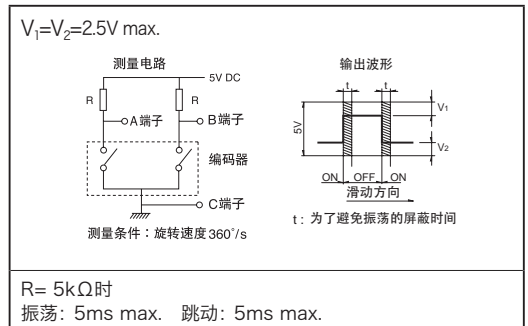 V₁=V₂=2.5V max.
测量电路
5V DC
R
R
A端子
B端子
编码器
C端子
测量条件：旋转速度360˚/s
输出波形
t
t
V₁
5V
V₂
ON
OFF
ON
滑动方向
t : 为了避免振荡的屏蔽时间
R= 5kΩ时
振荡: 5ms max. 跳动: 5ms max.